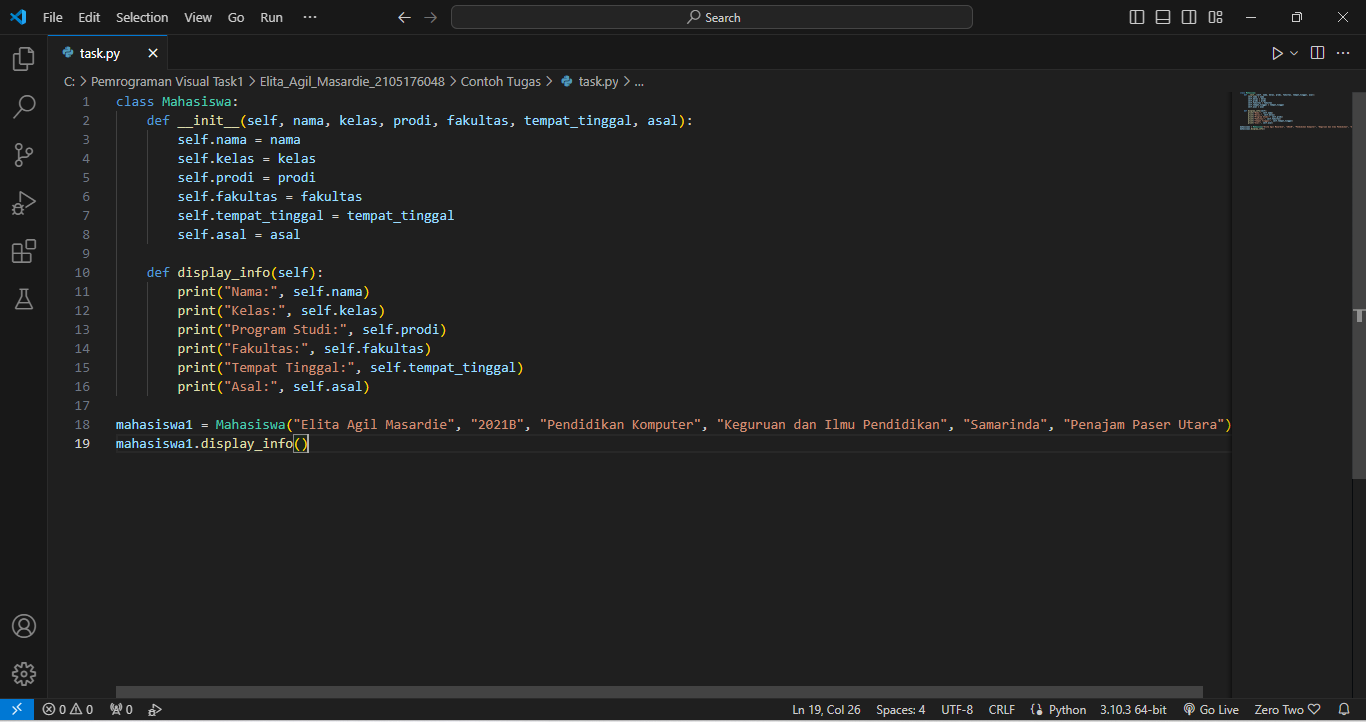 File Edit Selection View Go Run ··· Search
task.py
C: > Pemrograman Visual Task1 > Elita_Agil_Masardie_2105176048 > Contoh Tugas > task.py > ...
1 class Mahasiswa:
2     def __init__(self, nama, kelas, prodi, fakultas, tempat_tinggal, asal):
3         self.nama = nama
4         self.kelas = kelas
5         self.prodi = prodi
6         self.fakultas = fakultas
7         self.tempat_tinggal = tempat_tinggal
8         self.asal = asal
9
10     def display_info(self):
11         print("Nama:", self.nama)
12         print("Kelas:", self.kelas)
13         print("Program Studi:", self.prodi)
14         print("Fakultas:", self.fakultas)
15         print("Tempat Tinggal:", self.tempat_tinggal)
16         print("Asal:", self.asal)
17
18 mahasiswa1 = Mahasiswa("Elita Agil Masardie", "2021B", "Pendidikan Komputer", "Keguruan dan Ilmu Pendidikan", "Samarinda", "Penajam Paser Utara")
19 mahasiswa1.display_info()
0 0 0 Ln 19, Col 26 Spaces: 4 UTF-8 CRLF Python 3.10.3 64-bit Go Live Zero Two